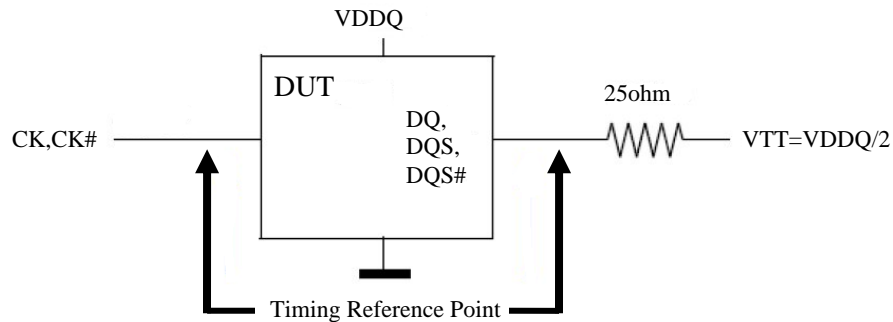 VDDQ
DUT
25ohm
CK,CK#
DQ,
DQS,
DQS#
VTT=VDDQ/2
Timing Reference Point